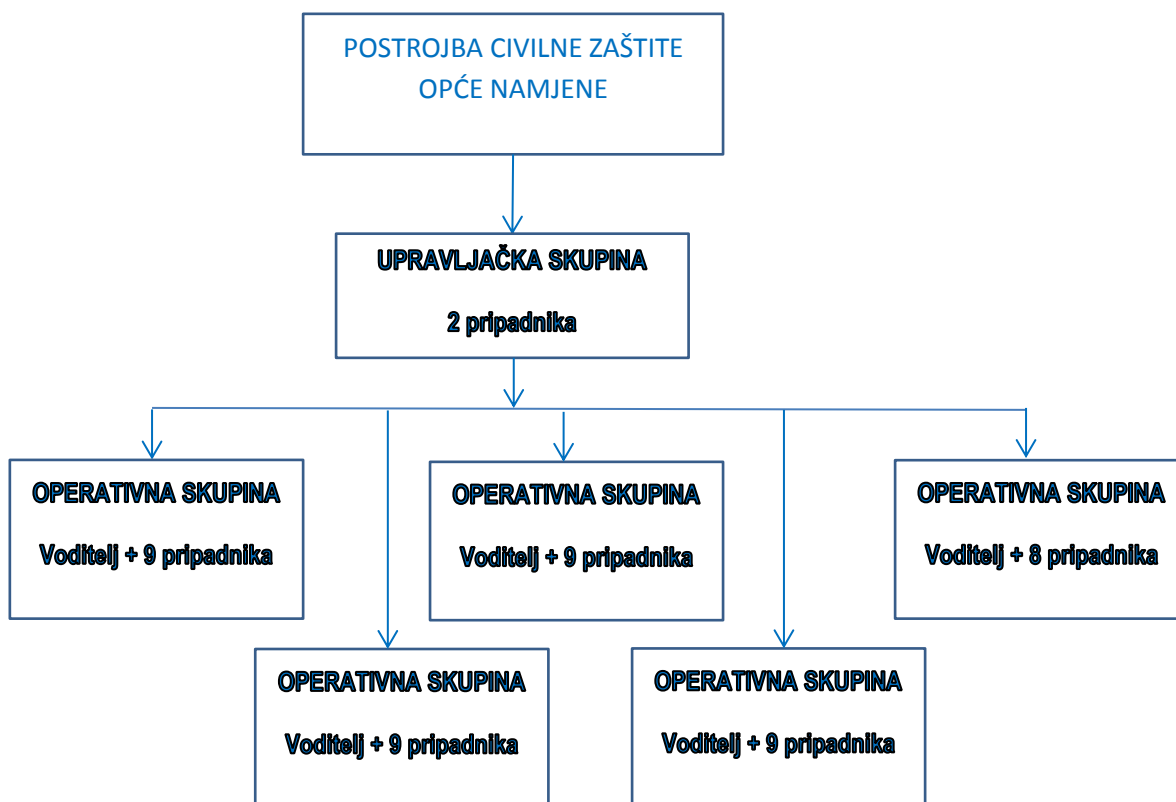 POSTROJBA CIVILNE ZAŠTITE
OPĆE NAMJENE
UPRAVLJAČKA SKUPINA
2 pripadnika
OPERATIVNA SKUPINA
Voditelj + 9 pripadnika
OPERATIVNA SKUPINA
Voditelj + 9 pripadnika
OPERATIVNA SKUPINA
Voditelj + 8 pripadnika
OPERATIVNA SKUPINA
Voditelj + 9 pripadnika
OPERATIVNA SKUPINA
Voditelj + 9 pripadnika